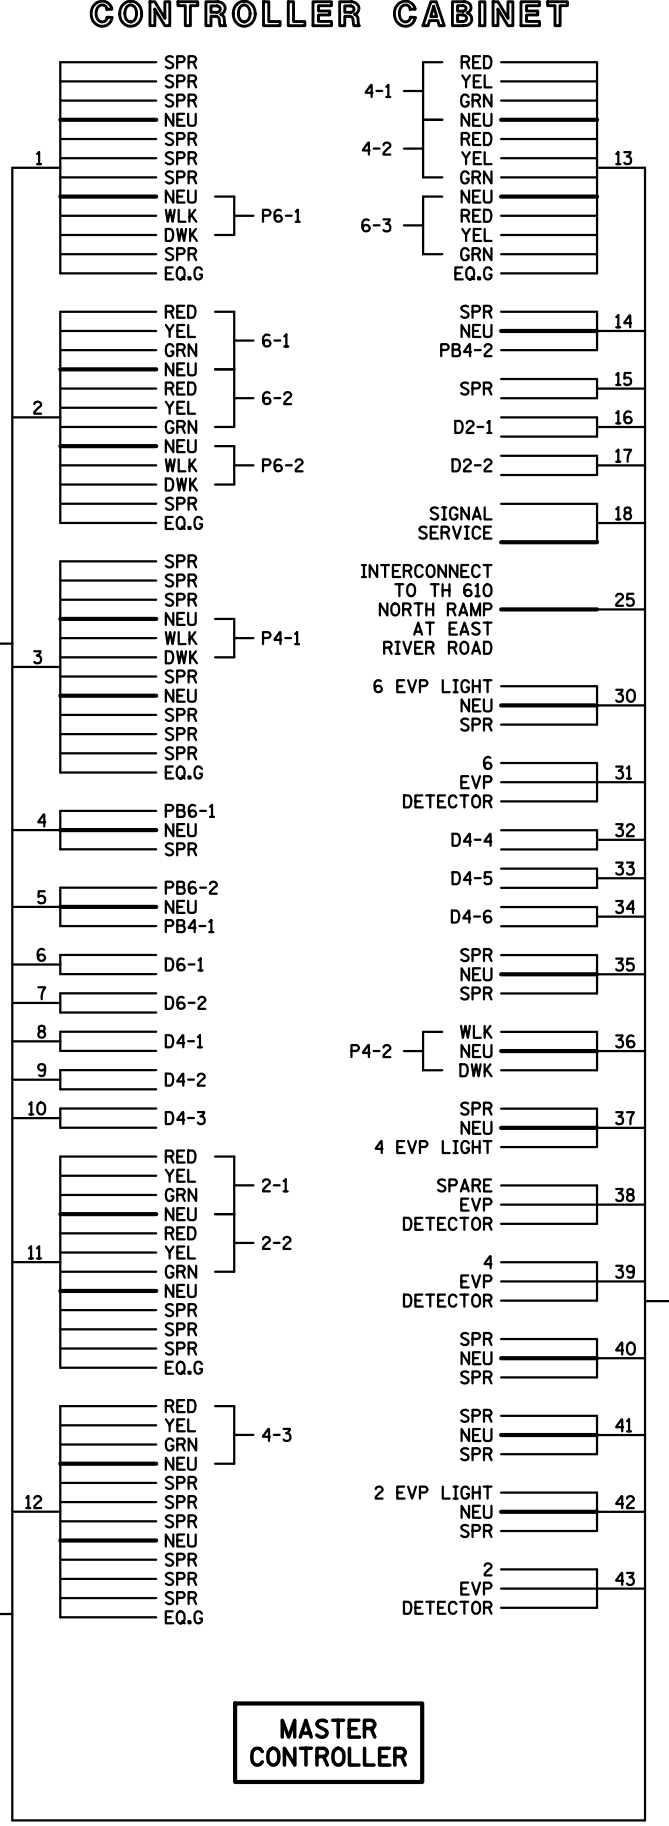 CONTROLLER CABINET
1
SPR
SPR
SPR
NEU
SPR
SPR
SPR
NEU
WLK
DWK
SPR
EQ.G
P6-1
2
RED
YEL
GRN
NEU
RED
YEL
GRN
NEU
WLK
DWK
SPR
EQ.G
6-1
6-2
P6-2
3
SPR
SPR
SPR
NEU
WLK
DWK
SPR
NEU
SPR
SPR
SPR
EQ.G
P4-1
4
PB6-1
NEU
SPR
5
PB6-2
NEU
PB4-1
6
D6-1
7
D6-2
8
D4-1
9
D4-2
10
D4-3
11
RED
YEL
GRN
NEU
RED
YEL
GRN
NEU
SPR
SPR
SPR
EQ.G
2-1
2-2
12
RED
YEL
GRN
NEU
SPR
SPR
SPR
NEU
SPR
SPR
SPR
EQ.G
4-3
4-1
4-2
6-3
RED
YEL
GRN
NEU
RED
YEL
GRN
NEU
RED
YEL
GRN
EQ.G
13
SPR
NEU
PB4-2
14
SPR
15
D2-1
16
D2-2
17
SIGNAL
SERVICE
18
INTERCONNECT
TO TH 610
NORTH RAMP
AT EAST
RIVER ROAD
25
6 EVP LIGHT
NEU
SPR
30
6
EVP
DETECTOR
31
D4-4
32
D4-5
33
D4-6
34
SPR
NEU
SPR
35
P4-2
WLK
NEU
DWK
36
SPR
NEU
4 EVP LIGHT
37
SPARE
EVP
DETECTOR
38
4
EVP
DETECTOR
39
SPR
NEU
SPR
40
SPR
NEU
SPR
41
2 EVP LIGHT
NEU
SPR
42
2
EVP
DETECTOR
43
MASTER
CONTROLLER